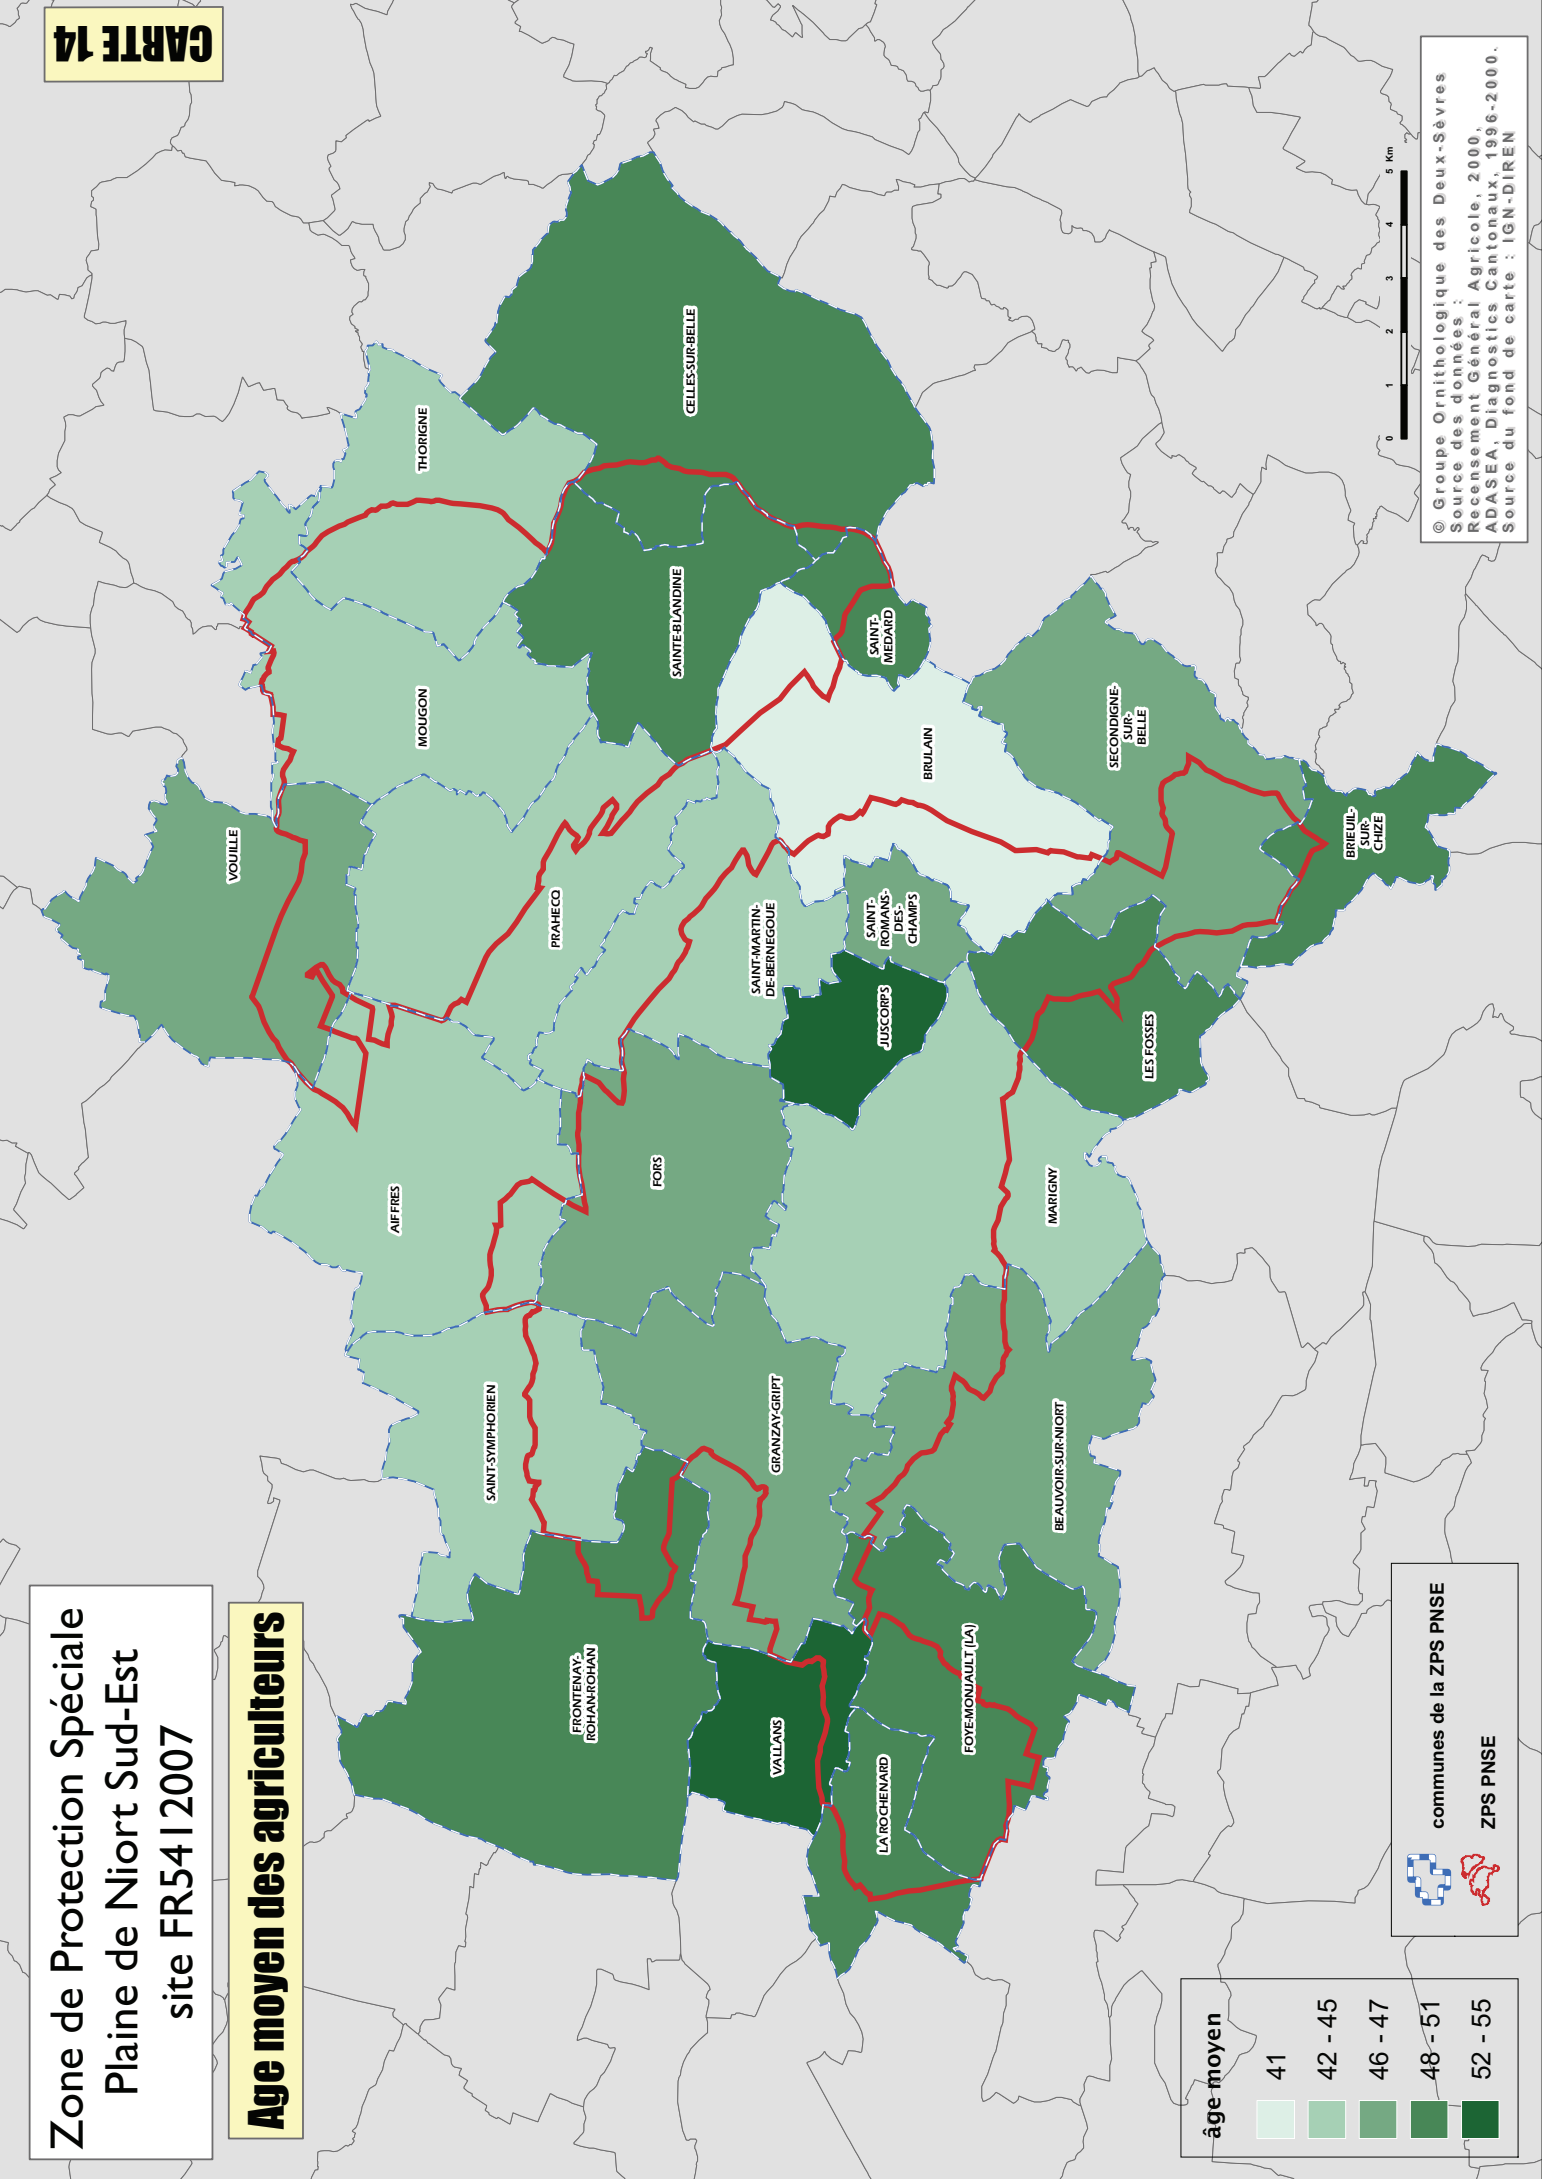 Zone de Protection Spéciale
Plaine de Niort Sud-Est
site FR5412007
Age moyen des agriculteurs
CARTE 14
VOUILLE
THORIGNE
MOUGON
AIFFRES
PRAHECQ
SAINT-SYMPHORIEN
CELLES-SUR-BELLE
SAINTE-BLANDINE
FORS
FRONTENAY-
ROHAN-ROHAN
SAINT-MARTIN-
DE-BERNEGOUE
GRANZAY-GRIPT
VALLANS
SAINT-
MEDARD
BRULAIN
SAINT-
ROMANS-
DES-
CHAMPS
JUSCORPS
LA ROCHENARD
FOYE-MONJAULT (LA)
MARIGNY
BEAUVOIR-SUR-NIORT
SECONDIGNE-
SUR-
BELLE
LES FOSSES
BRIEUIL-
SUR-
CHIZE
âge moyen
41
42 - 45
46 - 47
48 - 51
52 - 55
communes de la ZPS PNSE
ZPS PNSE
0 1 2 3 4 5 Km
© Groupe Ornithologique des Deux-Sèvres
Source des données :
Recensement Général Agricole, 2000,
ADASEA, Diagnostics Cantonaux, 1996-2000.
Source du fond de carte : IGN-DIREN